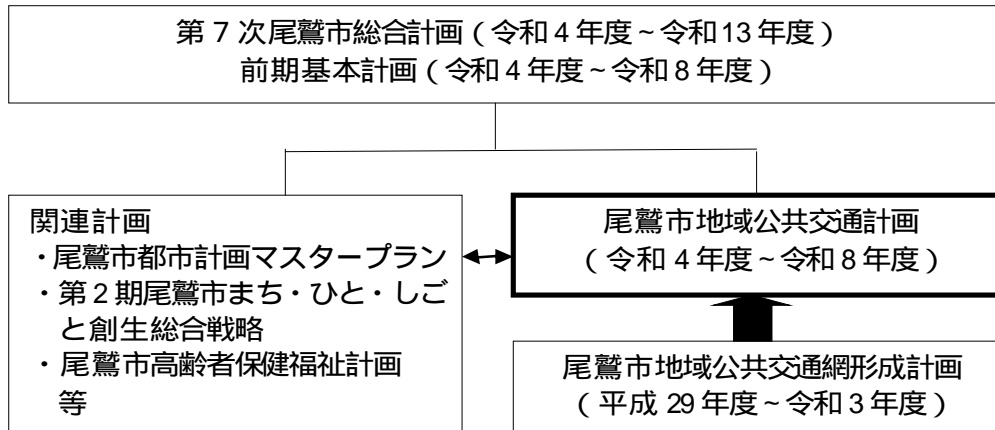 第7次尾鷲市総合計画（令和4年度～令和13年度）
前期基本計画（令和4年度～令和8年度）
関連計画
・尾鷲市都市計画マスタープラン
・第2期尾鷲市まち・ひと・しご
と創生総合戦略
・尾鷲市高齢者保健福祉計画
等
尾鷲市地域公共交通計画
（令和4年度～令和8年度）
尾鷲市地域公共交通網形成計画
（平成29年度～令和3年度）